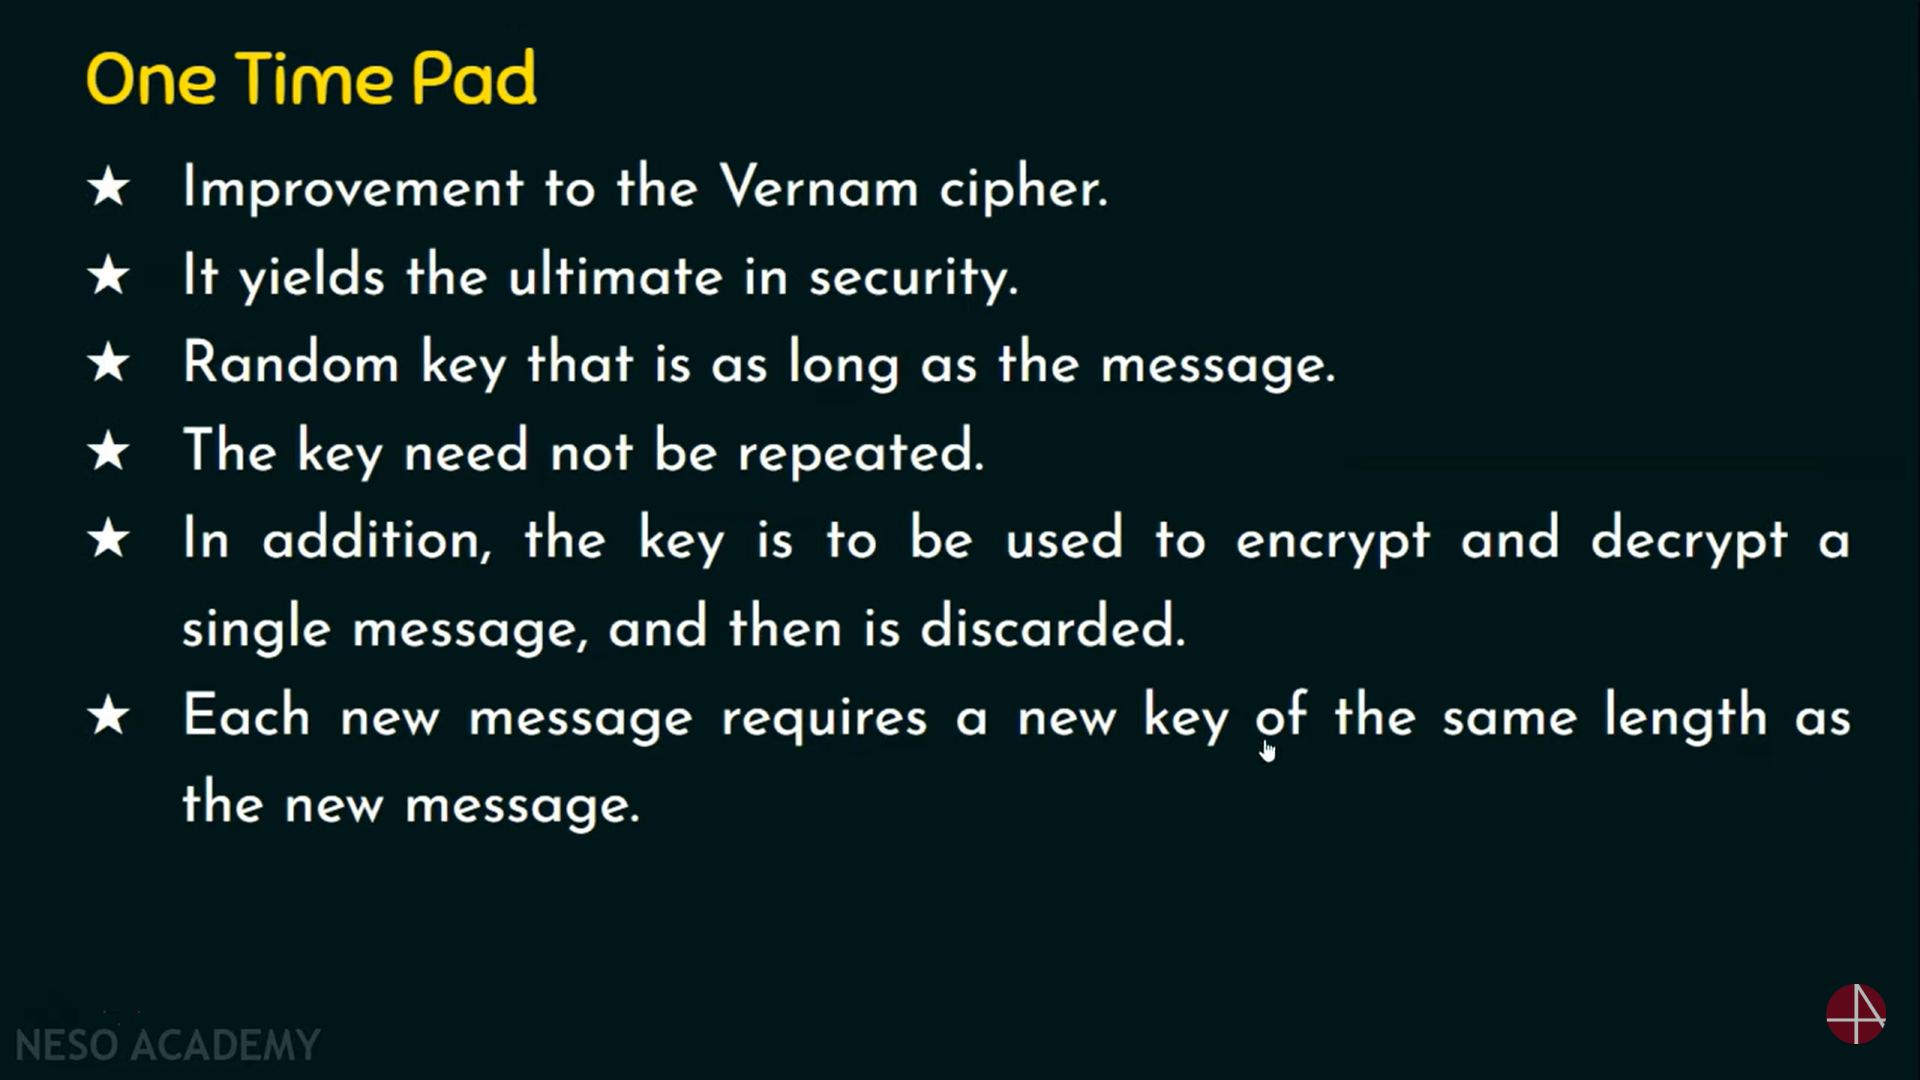 One Time Pad
★ Improvement to the Vernam cipher.
★ It yields the ultimate in security.
★ Random key that is as long as the message.
★ The key need not be repeated.
★ In addition, the key is to be used to encrypt and decrypt a
single message, and then is discarded.
★ Each new message requires a new key of the same length as
the new message.
NESO ACADEMY